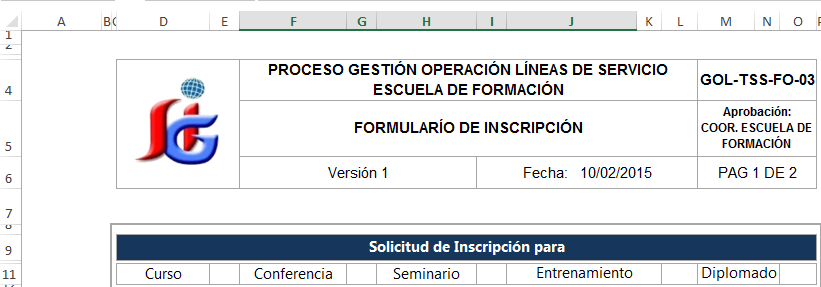 A BC D E F G H I J K L M N O P
1
2
PROCESO GESTIÓN OPERACIÓN LÍNEAS DE SERVICIO
ESCUELA DE FORMACIÓN
GOL-TSS-FO-03
4
FORMULARÍO DE INSCRIPCIÓN
Aprobación:
COOR. ESCUELA DE
FORMACIÓN
5
6 Versión 1 Fecha: 10/02/2015 PAG 1 DE 2
7
8
9 Solicitud de Inscripción para
11 Curso Conferencia Seminario Entrenamiento Diplomado